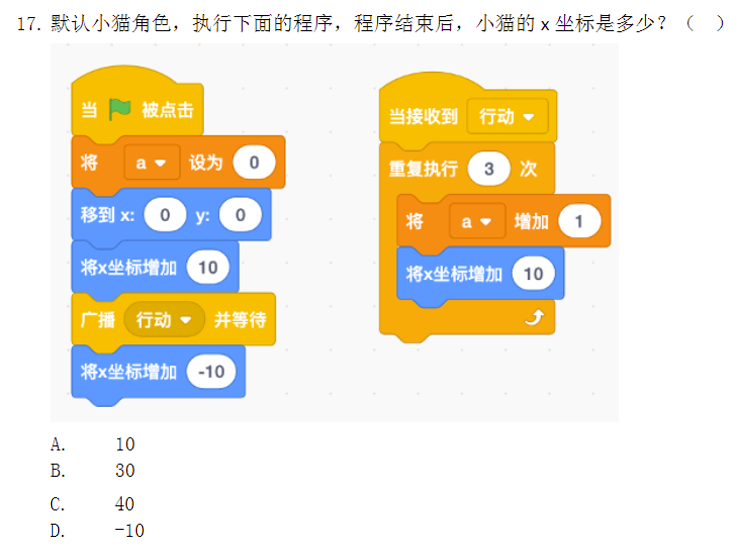 17. 默认小猫角色，执行下面的程序，程序结束后，小猫的 x 坐标是多少？（ ）
当 被点击
将 a 设为 0
移到 x: 0 y: 0
将x坐标增加 10
广播 行动 并等待
将x坐标增加 -10
当接收到 行动
重复执行 3 次
将 a 增加 1
将x坐标增加 10
A. 10
B. 30
C. 40
D. -10